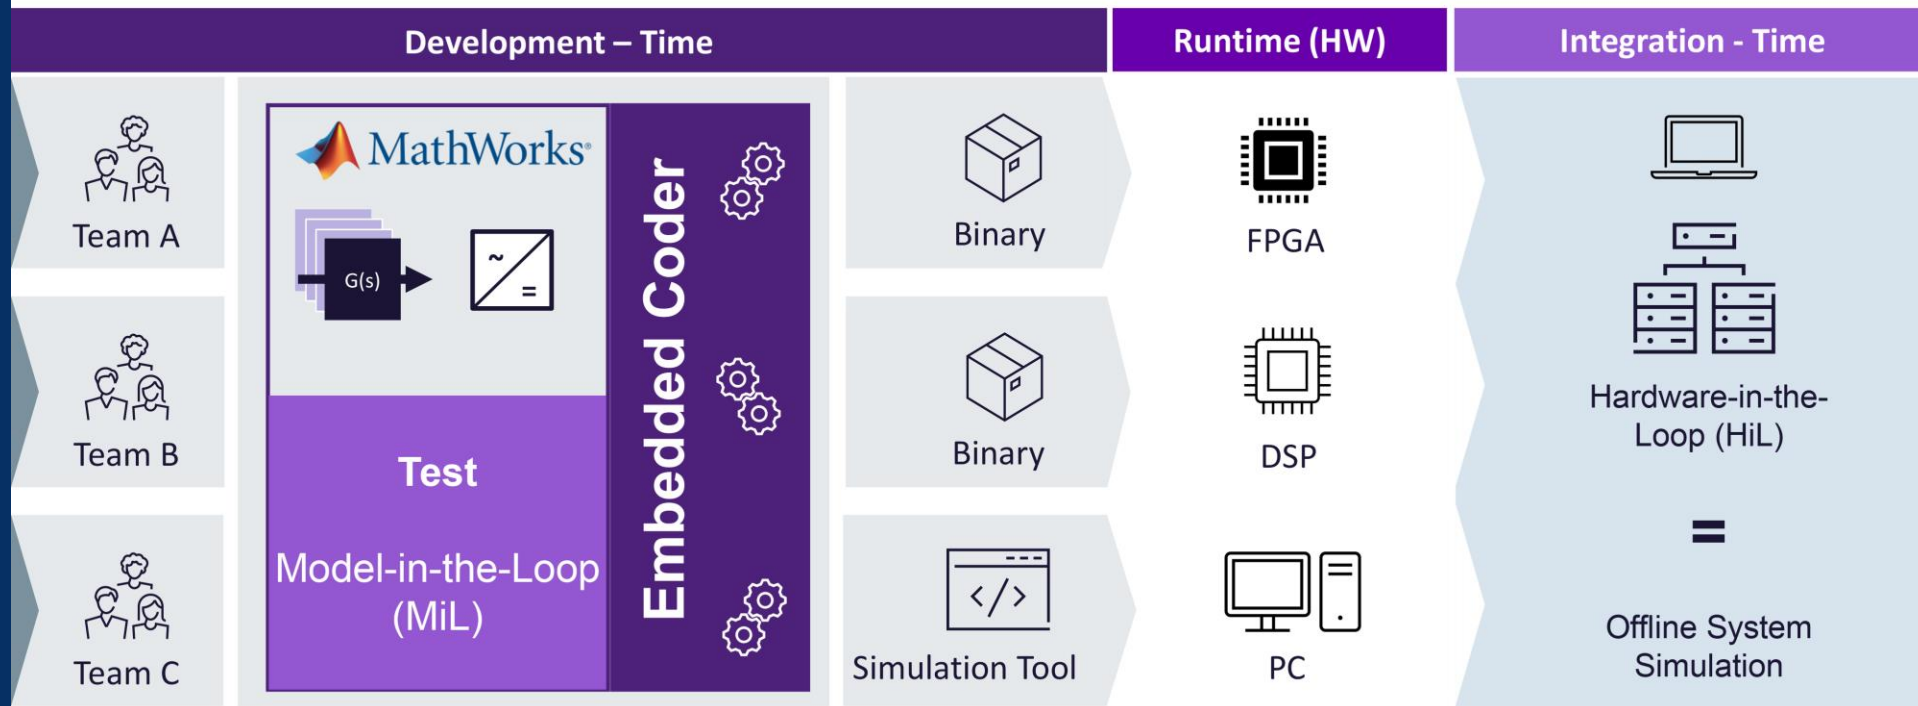 Development – Time
Runtime (HW)
Integration - Time
Team A
Team B
Team C
MathWorks®
G(s)
~
=
Test
Model-in-the-Loop
(MiL)
Embedded Coder
Binary
Binary
</>
Simulation Tool
FPGA
DSP
PC
Hardware-in-the-
Loop (HiL)
=
Offline System
Simulation